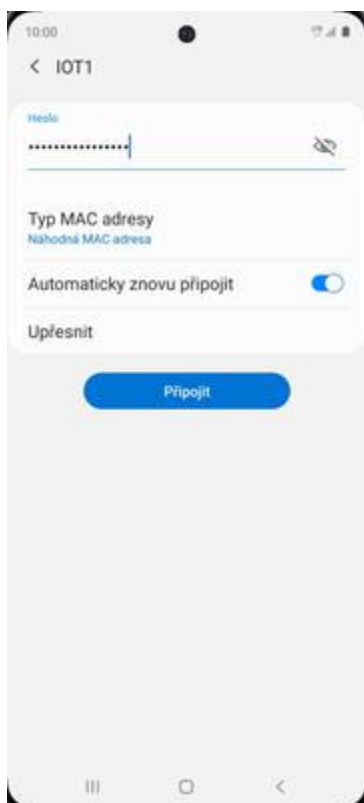 10:00
IOT1
Heslo
••••••••••••••••
Typ MAC adresy
Náhodná MAC adresa
Automaticky znovu připojit
Upřesnit
Připojit